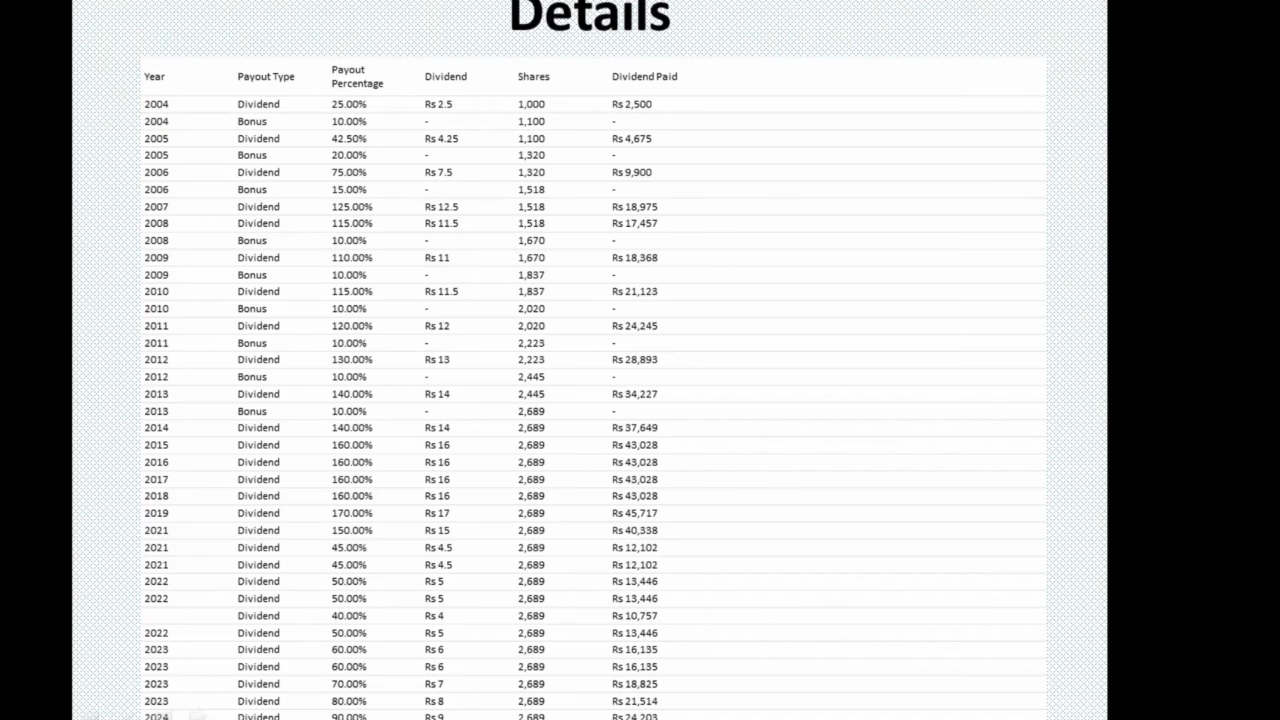 Details
Year Payout Type Payout Percentage Dividend Shares Dividend Paid
2004 Dividend 25.00% Rs 2.5 1,000 Rs 2,500
2004 Bonus 10.00% - 1,100 -
2005 Dividend 42.50% Rs 4.25 1,100 Rs 4,675
2005 Bonus 20.00% - 1,320 -
2006 Dividend 75.00% Rs 7.5 1,320 Rs 9,900
2006 Bonus 15.00% - 1,518 -
2007 Dividend 125.00% Rs 12.5 1,518 Rs 18,975
2008 Dividend 115.00% Rs 11.5 1,518 Rs 17,457
2008 Bonus 10.00% - 1,670 -
2009 Dividend 110.00% Rs 11 1,670 Rs 18,368
2009 Bonus 10.00% - 1,837 -
2010 Dividend 115.00% Rs 11.5 1,837 Rs 21,123
2010 Bonus 10.00% - 2,020 -
2011 Dividend 120.00% Rs 12 2,020 Rs 24,245
2011 Bonus 10.00% - 2,223 -
2012 Dividend 130.00% Rs 13 2,223 Rs 28,893
2012 Bonus 10.00% - 2,445 -
2013 Dividend 140.00% Rs 14 2,445 Rs 34,227
2013 Bonus 10.00% - 2,689 -
2014 Dividend 140.00% Rs 14 2,689 Rs 37,649
2015 Dividend 160.00% Rs 16 2,689 Rs 43,028
2016 Dividend 160.00% Rs 16 2,689 Rs 43,028
2017 Dividend 160.00% Rs 16 2,689 Rs 43,028
2018 Dividend 160.00% Rs 16 2,689 Rs 43,028
2019 Dividend 170.00% Rs 17 2,689 Rs 45,717
2021 Dividend 150.00% Rs 15 2,689 Rs 40,338
2021 Dividend 45.00% Rs 4.5 2,689 Rs 12,102
2021 Dividend 45.00% Rs 4.5 2,689 Rs 12,102
2022 Dividend 50.00% Rs 5 2,689 Rs 13,446
2022 Dividend 50.00% Rs 5 2,689 Rs 13,446
Dividend 40.00% Rs 4 2,689 Rs 10,757
2022 Dividend 50.00% Rs 5 2,689 Rs 13,446
2023 Dividend 60.00% Rs 6 2,689 Rs 16,135
2023 Dividend 60.00% Rs 6 2,689 Rs 16,135
2023 Dividend 70.00% Rs 7 2,689 Rs 18,825
2023 Dividend 80.00% Rs 8 2,689 Rs 21,514
2024 Dividend 90.00% Rs 9 2,689 Rs 24,203